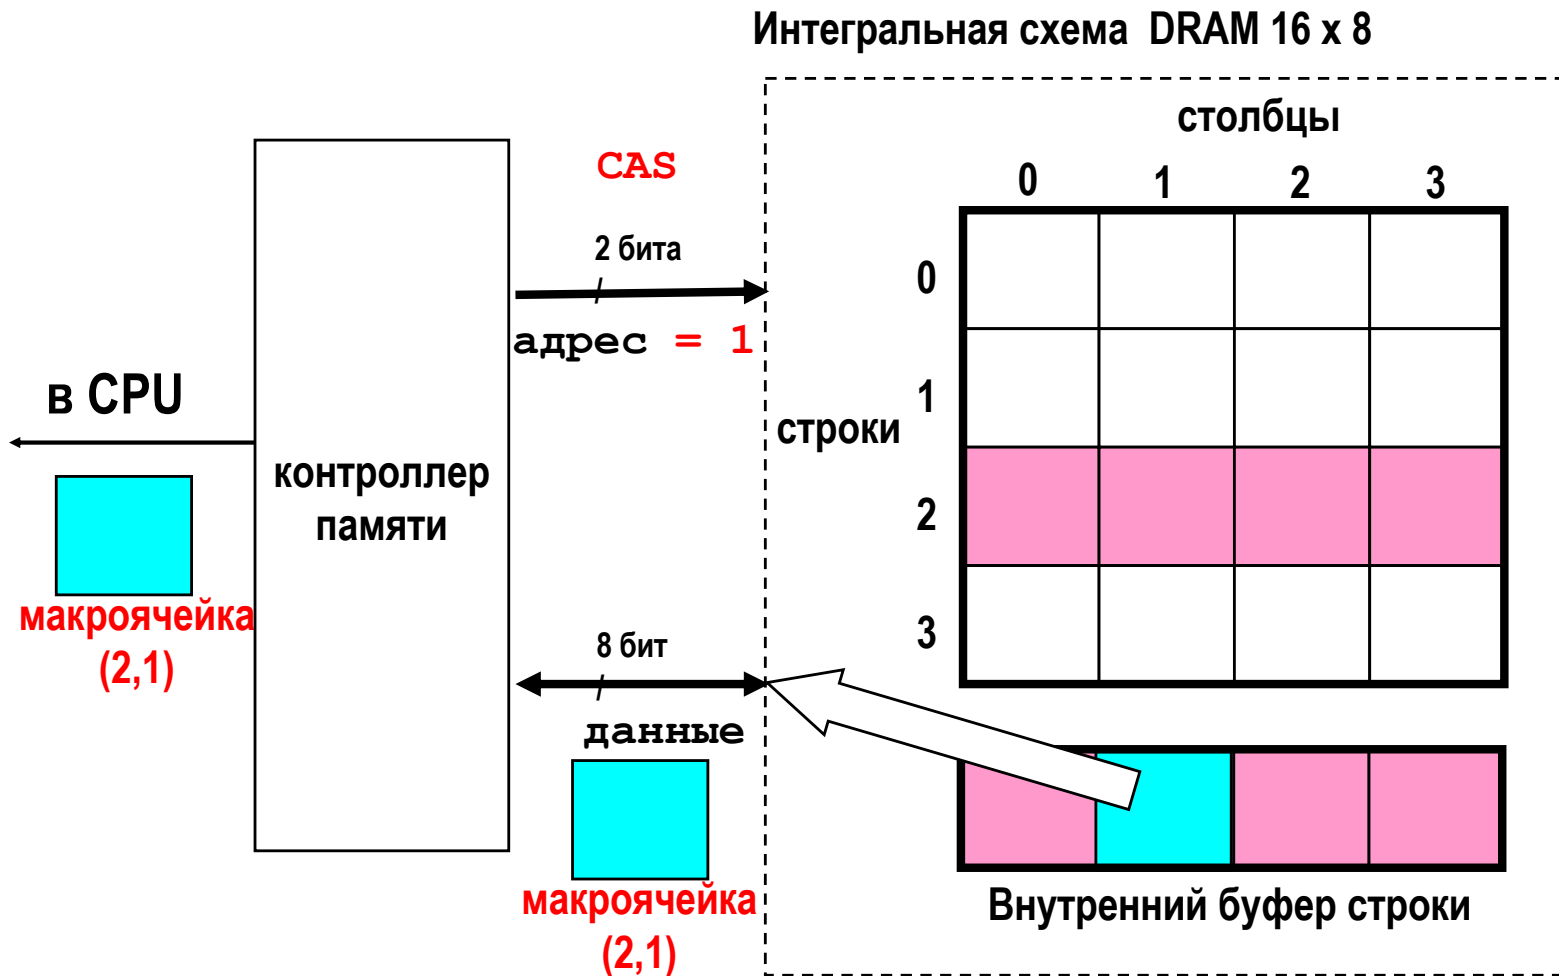 Интегральная схема DRAM 16 x 8
столбцы
0 1 2 3
CAS
2 бита
адрес = 1
0
1
2
3
строки
в CPU
контроллер
памяти
макроячейка
(2,1)
8 бит
данные
макроячейка
(2,1)
Внутренний буфер строки